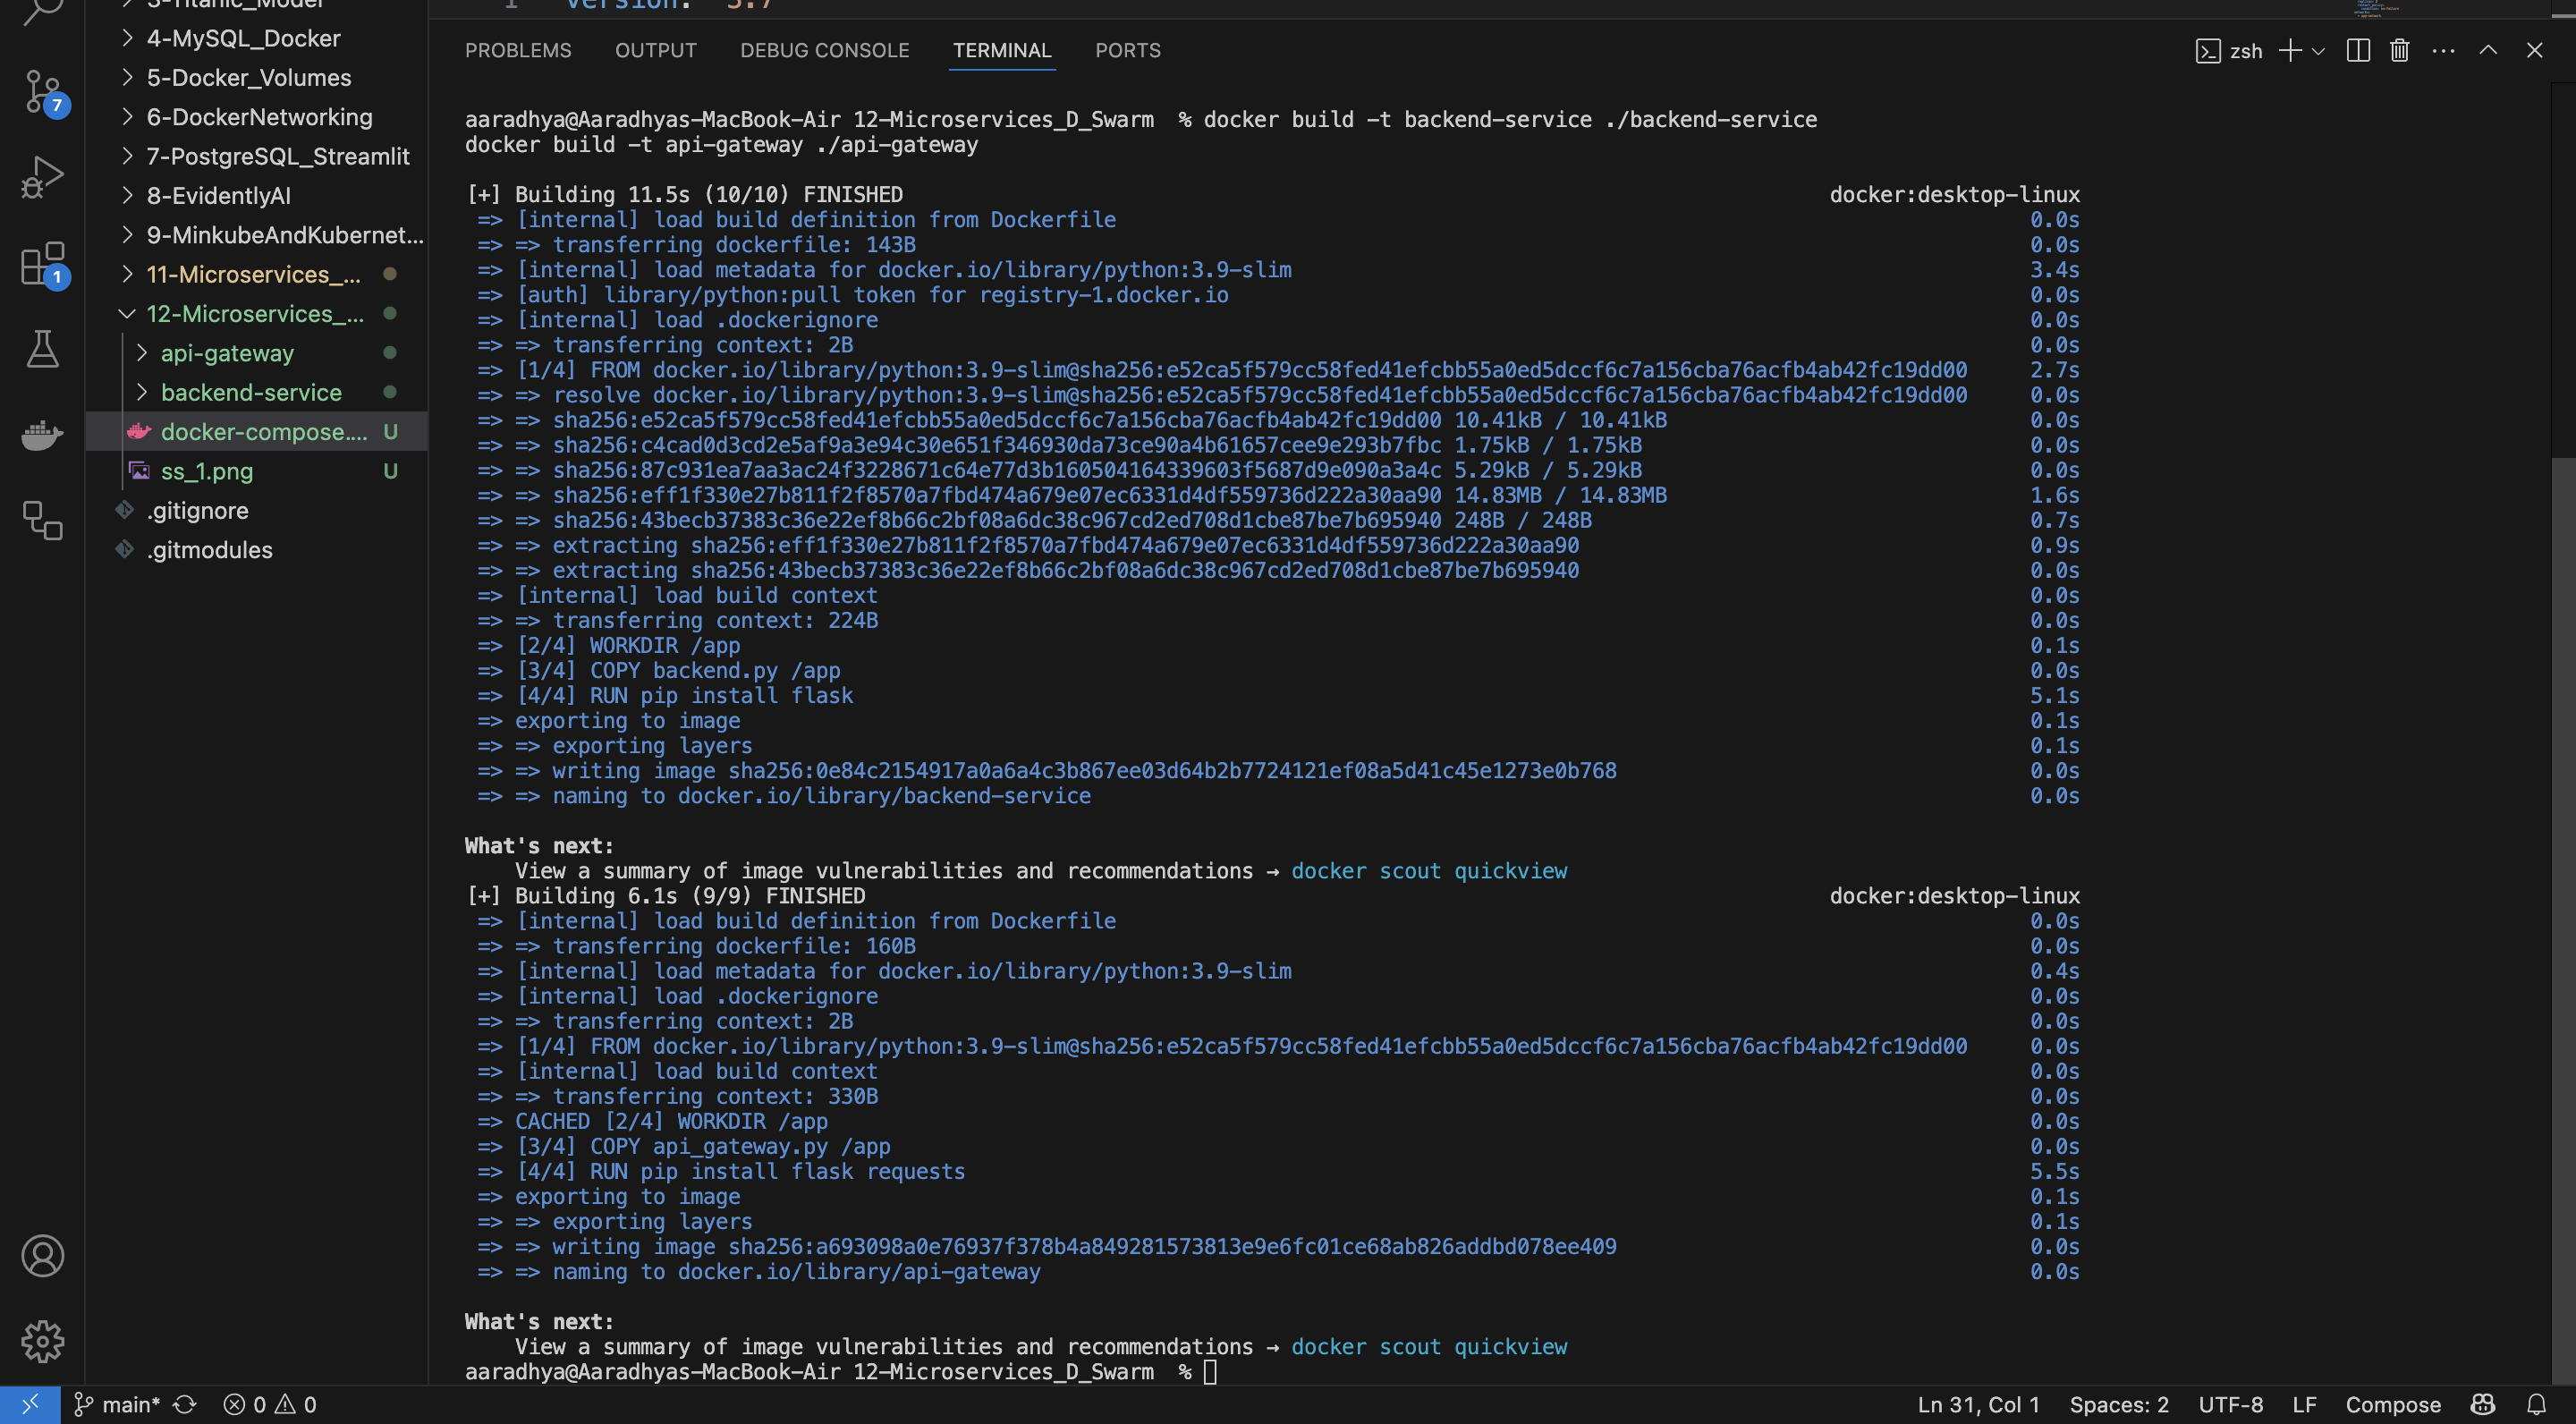 3-Titanic_Model
4-MySQL_Docker
5-Docker_Volumes
6-DockerNetworking
7-PostgreSQL_Streamlit
8-EvidentlyAI
9-MinkubeAndKubernet...
11-Microservices_...
12-Microservices_...
api-gateway
backend-service
docker-compose.... U
ss_1.png U
.gitignore
.gitmodules
7
1
1 version: "3.7"
PROBLEMS OUTPUT DEBUG CONSOLE TERMINAL PORTS
zsh
aaradhya@Aaradhyas-MacBook-Air 12-Microservices_D_Swarm % docker build -t backend-service ./backend-service
docker build -t api-gateway ./api-gateway
[+] Building 11.5s (10/10) FINISHED docker:desktop-linux
=> [internal] load build definition from Dockerfile 0.0s
=> => transferring dockerfile: 143B 0.0s
=> [internal] load metadata for docker.io/library/python:3.9-slim 3.4s
=> [auth] library/python:pull token for registry-1.docker.io 0.0s
=> [internal] load .dockerignore 0.0s
=> => transferring context: 2B 0.0s
=> [1/4] FROM docker.io/library/python:3.9-slim@sha256:e52ca5f579cc58fed41efcbb55a0ed5dccf6c7a156cba76acfb4ab42fc19dd00 2.7s
=> => resolve docker.io/library/python:3.9-slim@sha256:e52ca5f579cc58fed41efcbb55a0ed5dccf6c7a156cba76acfb4ab42fc19dd00 0.0s
=> => sha256:e52ca5f579cc58fed41efcbb55a0ed5dccf6c7a156cba76acfb4ab42fc19dd00 10.41kB / 10.41kB 0.0s
=> => sha256:c4cad0d3cd2e5af9a3e94c30e651f346930da73ce90a4b61657cee9e293b7fbc 1.75kB / 1.75kB 0.0s
=> => sha256:87c931ea7aa3ac24f3228671c64e77d3b160504164339603f5687d9e090a3a4c 5.29kB / 5.29kB 0.0s
=> => sha256:eff1f330e27b811f2f8570a7fbd474a679e07ec6331d4df559736d222a30aa90 14.83MB / 14.83MB 1.6s
=> => sha256:43becb37383c36e22ef8b66c2bf08a6dc38c967cd2ed708d1cbe87be7b695940 248B / 248B 0.7s
=> => extracting sha256:eff1f330e27b811f2f8570a7fbd474a679e07ec6331d4df559736d222a30aa90 0.9s
=> => extracting sha256:43becb37383c36e22ef8b66c2bf08a6dc38c967cd2ed708d1cbe87be7b695940 0.0s
=> [internal] load build context 0.0s
=> => transferring context: 224B 0.0s
=> [2/4] WORKDIR /app 0.1s
=> [3/4] COPY backend.py /app 0.0s
=> [4/4] RUN pip install flask 5.1s
=> exporting to image 0.1s
=> => exporting layers 0.1s
=> => writing image sha256:0e84c2154917a0a6a4c3b867ee03d64b2b7724121ef08a5d41c45e1273e0b768 0.0s
=> => naming to docker.io/library/backend-service 0.0s
What's next:
View a summary of image vulnerabilities and recommendations → docker scout quickview
[+] Building 6.1s (9/9) FINISHED docker:desktop-linux
=> [internal] load build definition from Dockerfile 0.0s
=> => transferring dockerfile: 160B 0.0s
=> [internal] load metadata for docker.io/library/python:3.9-slim 0.4s
=> [internal] load .dockerignore 0.0s
=> => transferring context: 2B 0.0s
=> [1/4] FROM docker.io/library/python:3.9-slim@sha256:e52ca5f579cc58fed41efcbb55a0ed5dccf6c7a156cba76acfb4ab42fc19dd00 0.0s
=> [internal] load build context 0.0s
=> => transferring context: 330B 0.0s
=> CACHED [2/4] WORKDIR /app 0.0s
=> [3/4] COPY api_gateway.py /app 0.0s
=> [4/4] RUN pip install flask requests 5.5s
=> exporting to image 0.1s
=> => exporting layers 0.1s
=> => writing image sha256:a693098a0e76937f378b4a849281573813e9e6fc01ce68ab826addbd078ee409 0.0s
=> => naming to docker.io/library/api-gateway 0.0s
What's next:
View a summary of image vulnerabilities and recommendations → docker scout quickview
aaradhya@Aaradhyas-MacBook-Air 12-Microservices_D_Swarm %
main* 0 0 Ln 31, Col 1 Spaces: 2 UTF-8 LF Compose